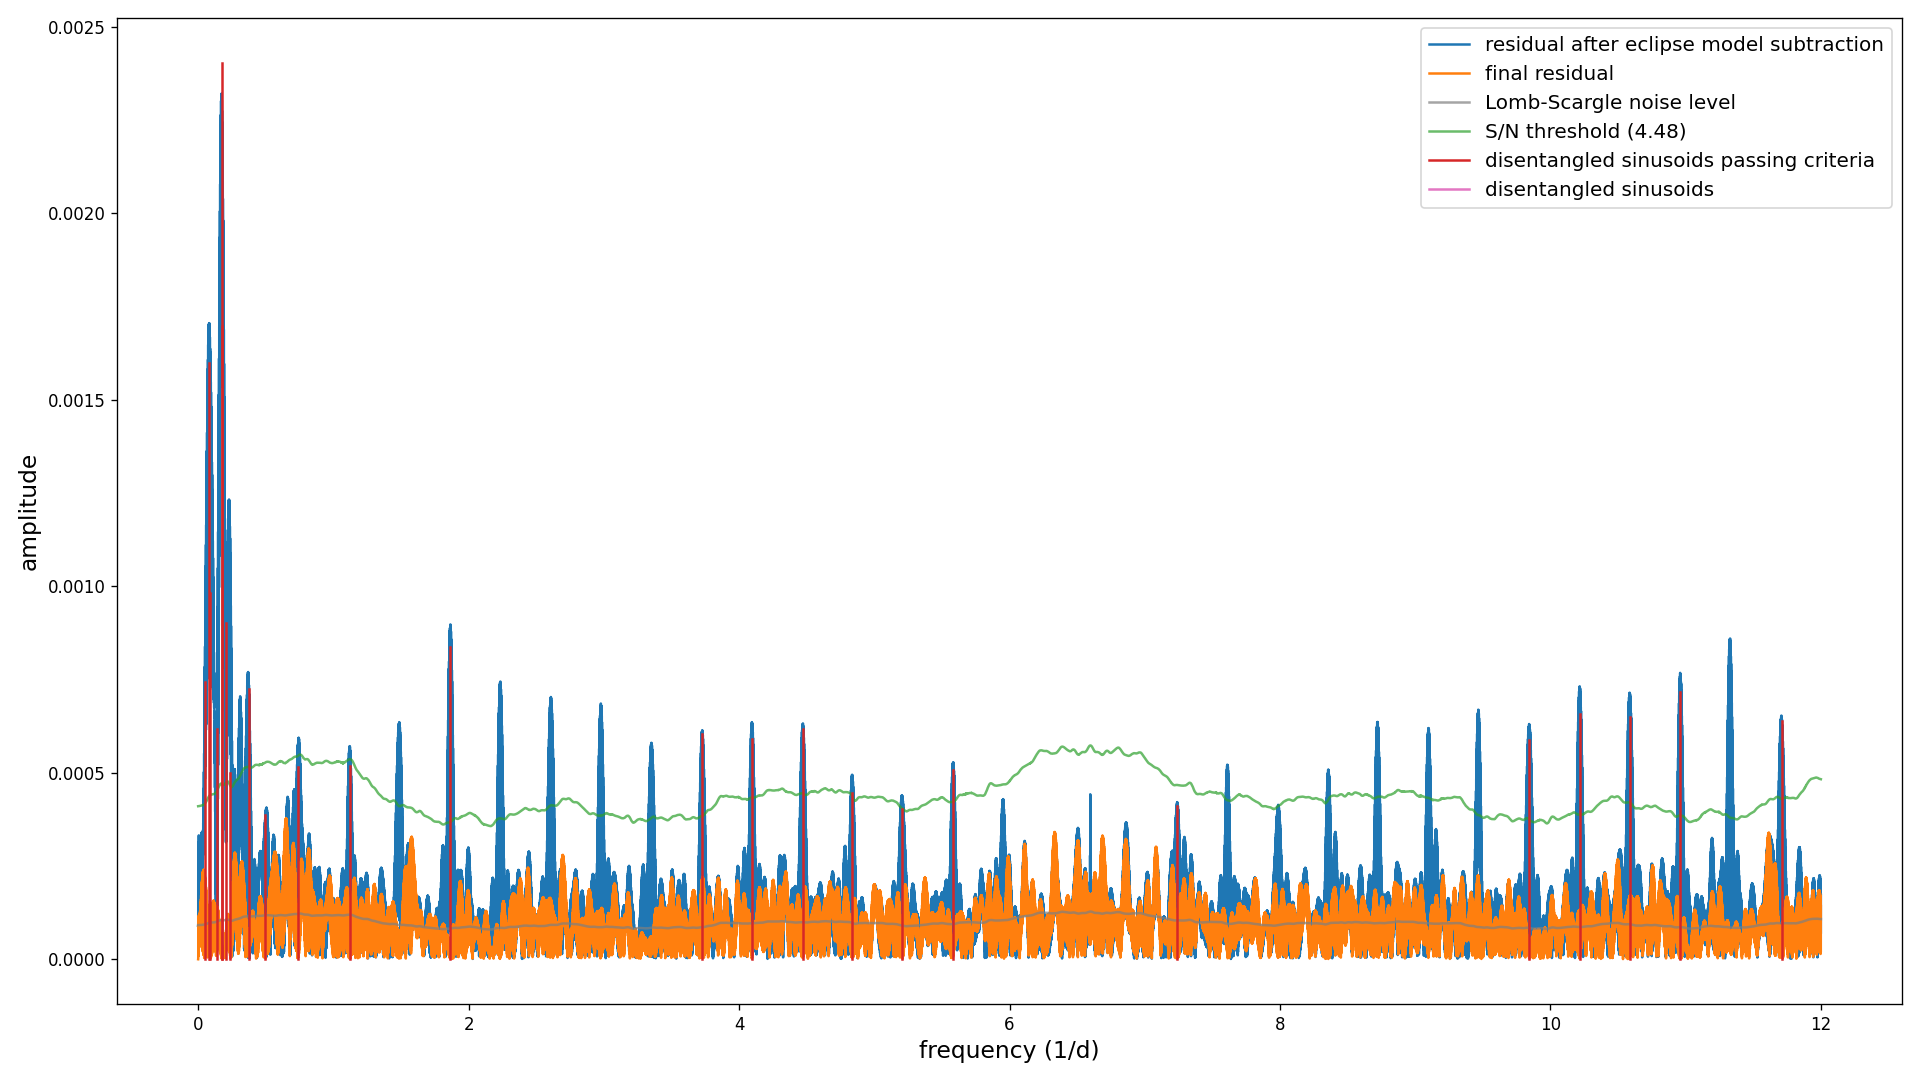 0.0025
0.0020
0.0015
0.0010
0.0005
0.0000
amplitude
0
2
4
6
8
10
12
frequency (1/d)
residual after eclipse model subtraction
final residual
Lomb-Scargle noise level
S/N threshold (4.48)
disentangled sinusoids passing criteria
disentangled sinusoids